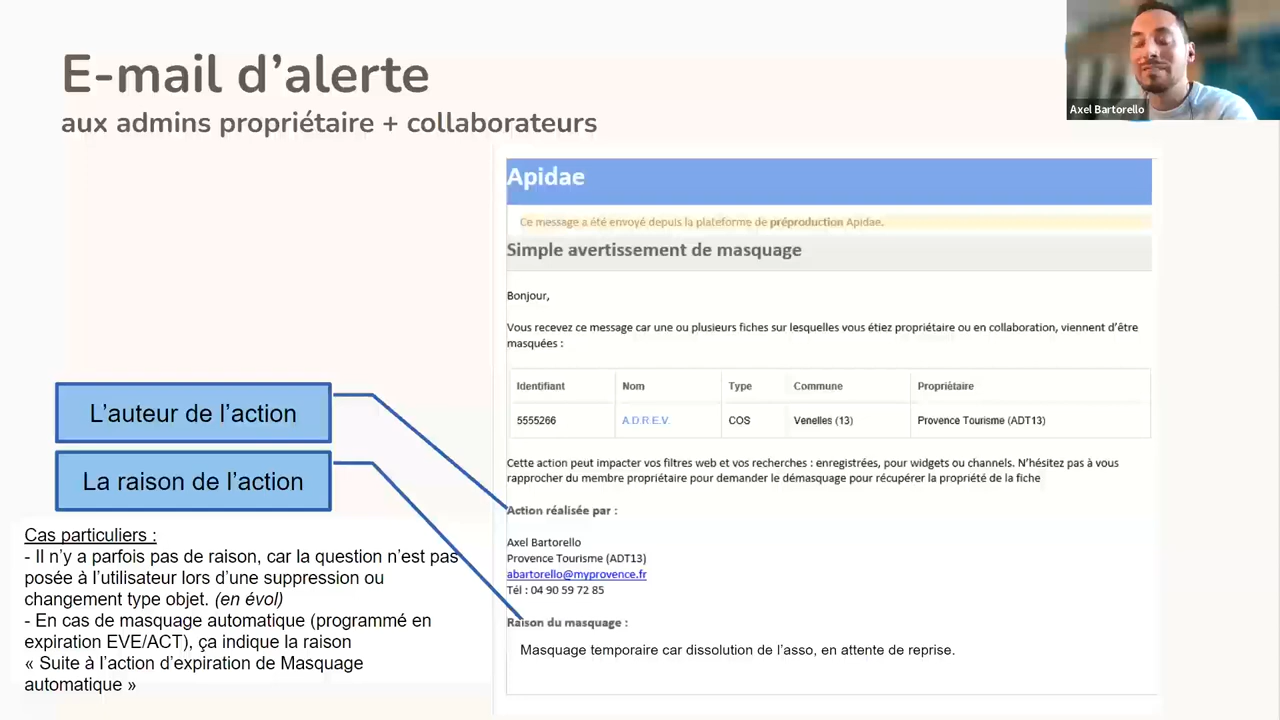 E-mail d’alerte
aux admins propriétaire + collaborateurs
Axel Bartorello
Apidae
Ce message a été envoyé depuis la plateforme de préproduction Apidae.
Simple avertissement de masquage
Bonjour,
Vous recevez ce message car une ou plusieurs fiches sur lesquelles vous étiez propriétaire ou en collaboration, viennent d’être
masquées :
Identifiant Nom Type Commune Propriétaire
5555266 A.D.R.E.V. COS Venelles (13) Provence Tourisme (ADT13)
Cette action peut impacter vos filtres web et vos recherches : enregistrées, pour widgets ou channels. N’hésitez pas à vous
rapprocher du membre propriétaire pour demander le démasquage pour récupérer la propriété de la fiche
Action réalisée par :
Axel Bartorello
Provence Tourisme (ADT13)
abartorello@myprovence.fr
Tél : 04 90 59 72 85
Raison du masquage :
Masquage temporaire car dissolution de l’asso, en attente de reprise.
L’auteur de l’action
La raison de l’action
Cas particuliers :
- Il n’y a parfois pas de raison, car la question n’est pas
posée à l’utilisateur lors d’une suppression ou
changement type objet. (en évol)
- En cas de masquage automatique (programmé en
expiration EVE/ACT), ça indique la raison
« Suite à l’action d’expiration de Masquage
automatique »